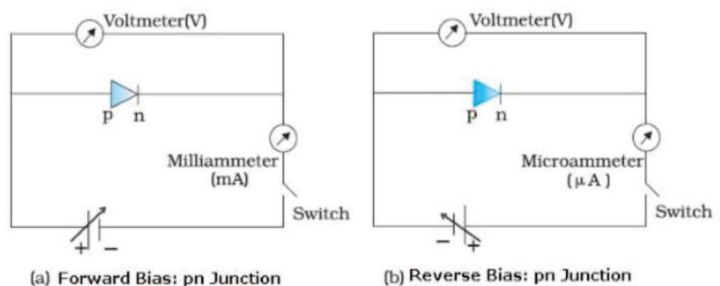 Voltmeter(V)
p n
Milliammeter
(mA)
Switch
+ -
(a) Forward Bias: pn Junction
Voltmeter(V)
p n
Microammeter
(μA)
Switch
- +
(b) Reverse Bias: pn Junction